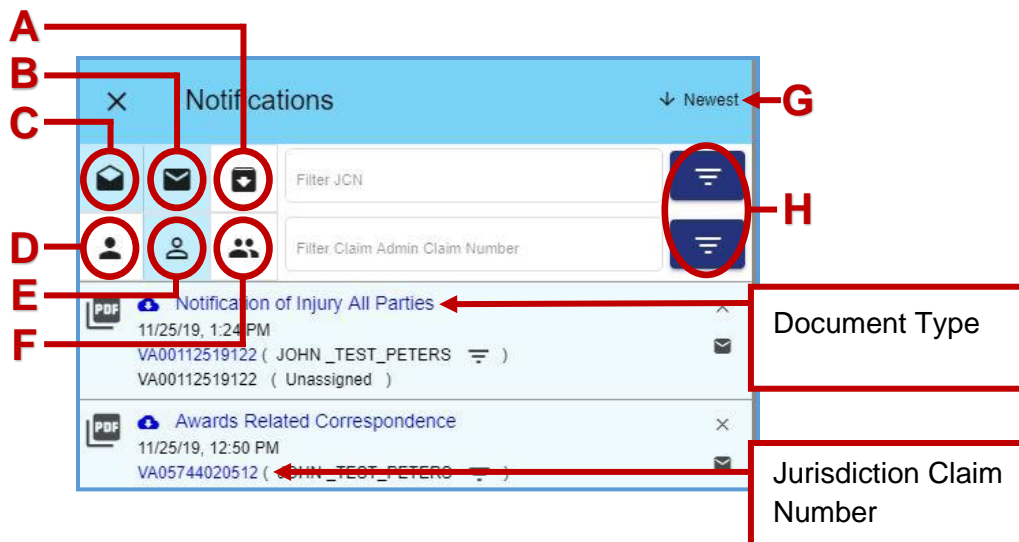 A
B
C
D
E
F
G
H
Notifications
Newest
Filter JCN
Filter Claim Admin Claim Number
PDF
Notification of Injury All Parties
11/25/19, 1:24 PM
VA00112519122 ( JOHN _TEST_PETERS )
VA00112519122 ( Unassigned )
PDF
Awards Related Correspondence
11/25/19, 12:50 PM
VA05744020512 ( JOHN _TEST_PETERS )
Document Type
Jurisdiction Claim
Number